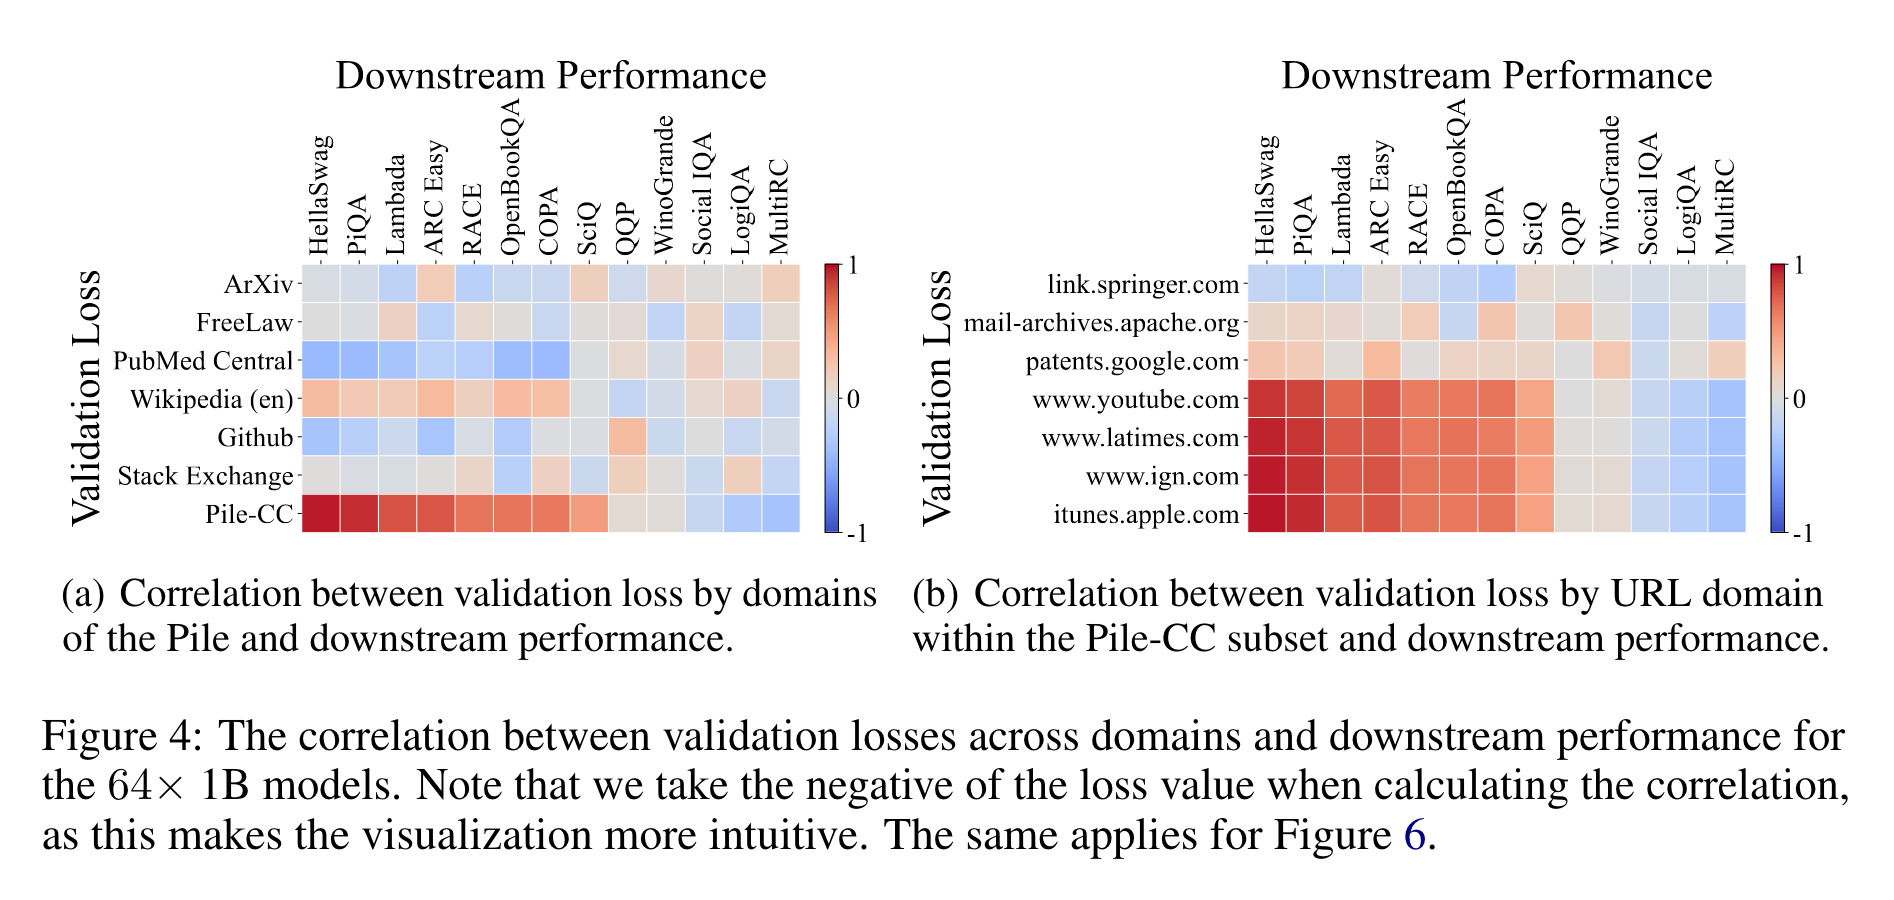 Downstream Performance
HellaSwag
PiQA
Lambada
ARC Easy
RACE
OpenBookQA
COPA
SciQ
QQP
WinoGrande
Social IQA
LogiQA
MultiRC
Validation Loss
ArXiv
FreeLaw
PubMed Central
Wikipedia (en)
Github
Stack Exchange
Pile-CC
1
0
-1
(a) Correlation between validation loss by domains
of the Pile and downstream performance.
Downstream Performance
HellaSwag
PiQA
Lambada
ARC Easy
RACE
OpenBookQA
COPA
SciQ
QQP
WinoGrande
Social IQA
LogiQA
MultiRC
Validation Loss
link.springer.com
mail-archives.apache.org
patents.google.com
www.youtube.com
www.latimes.com
www.ign.com
itunes.apple.com
1
0
-1
(b) Correlation between validation loss by URL domain
within the Pile-CC subset and downstream performance.
Figure 4: The correlation between validation losses across domains and downstream performance for
the 64× 1B models. Note that we take the negative of the loss value when calculating the correlation,
as this makes the visualization more intuitive. The same applies for Figure 6.